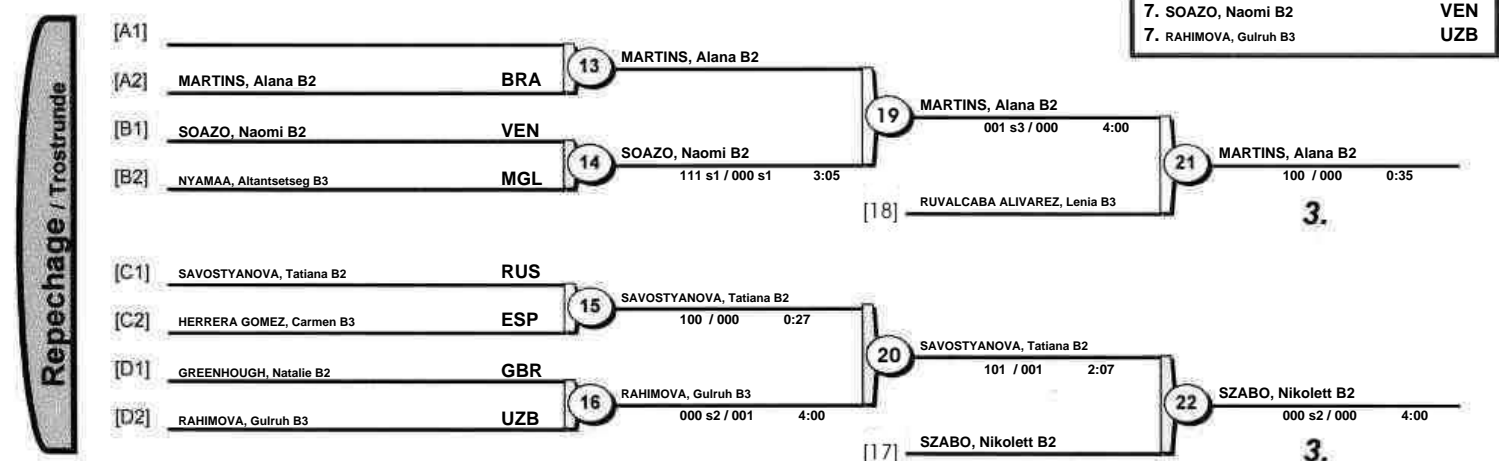 7. SOAZO, Naomi B2 VEN
7. RAHIMOVA, Gulruh B3 UZB
Repechage / Trostrunde
[A1]
[A2] MARTINS, Alana B2 BRA
13 MARTINS, Alana B2
[B1] SOAZO, Naomi B2 VEN
[B2] NYAMAA, Altantsetseg B3 MGL
14 SOAZO, Naomi B2
111 s1 / 000 s1 3:05
19 MARTINS, Alana B2
001 s3 / 000 4:00
[18] RUVALCABA ALIVAREZ, Lenia B3
21 MARTINS, Alana B2
100 / 000 0:35
3.
[C1] SAVOSTYANOVA, Tatiana B2 RUS
[C2] HERRERA GOMEZ, Carmen B3 ESP
15 SAVOSTYANOVA, Tatiana B2
100 / 000 0:27
[D1] GREENHOUGH, Natalie B2 GBR
[D2] RAHIMOVA, Gulruh B3 UZB
16 RAHIMOVA, Gulruh B3
000 s2 / 001 4:00
20 SAVOSTYANOVA, Tatiana B2
101 / 001 2:07
[17] SZABO, Nikolett B2
22 SZABO, Nikolett B2
000 s2 / 000 4:00
3.